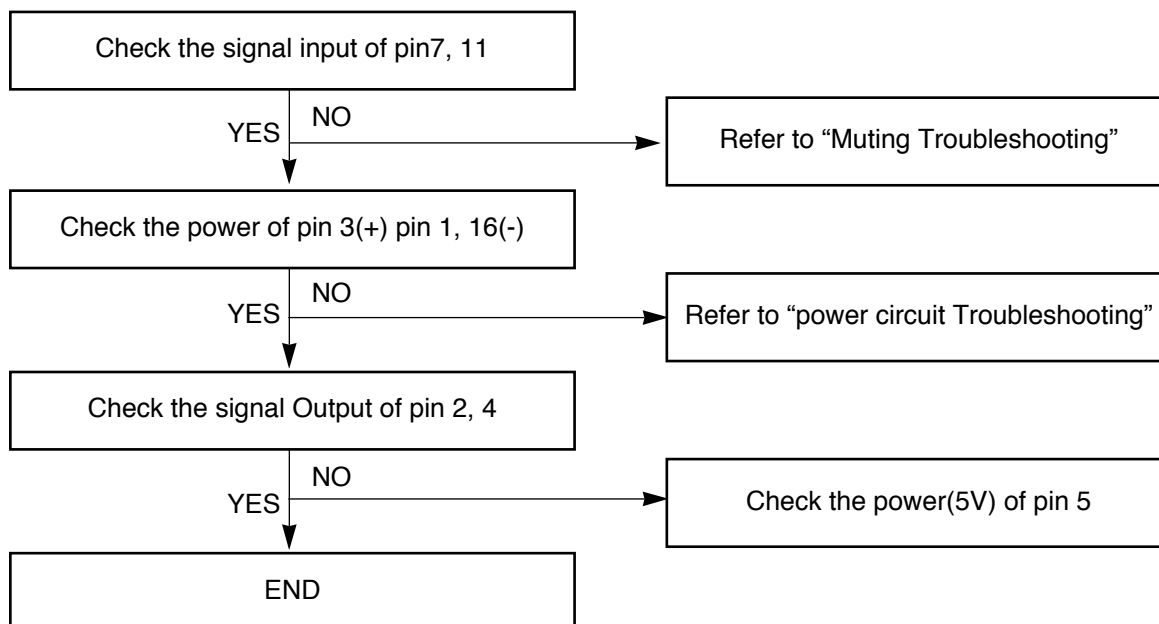 Check the signal input of pin7, 11
NO
YES
Refer to “Muting Troubleshooting”
Check the power of pin 3(+) pin 1, 16(-)
NO
YES
Refer to “power circuit Troubleshooting”
Check the signal Output of pin 2, 4
NO
YES
Check the power(5V) of pin 5
END